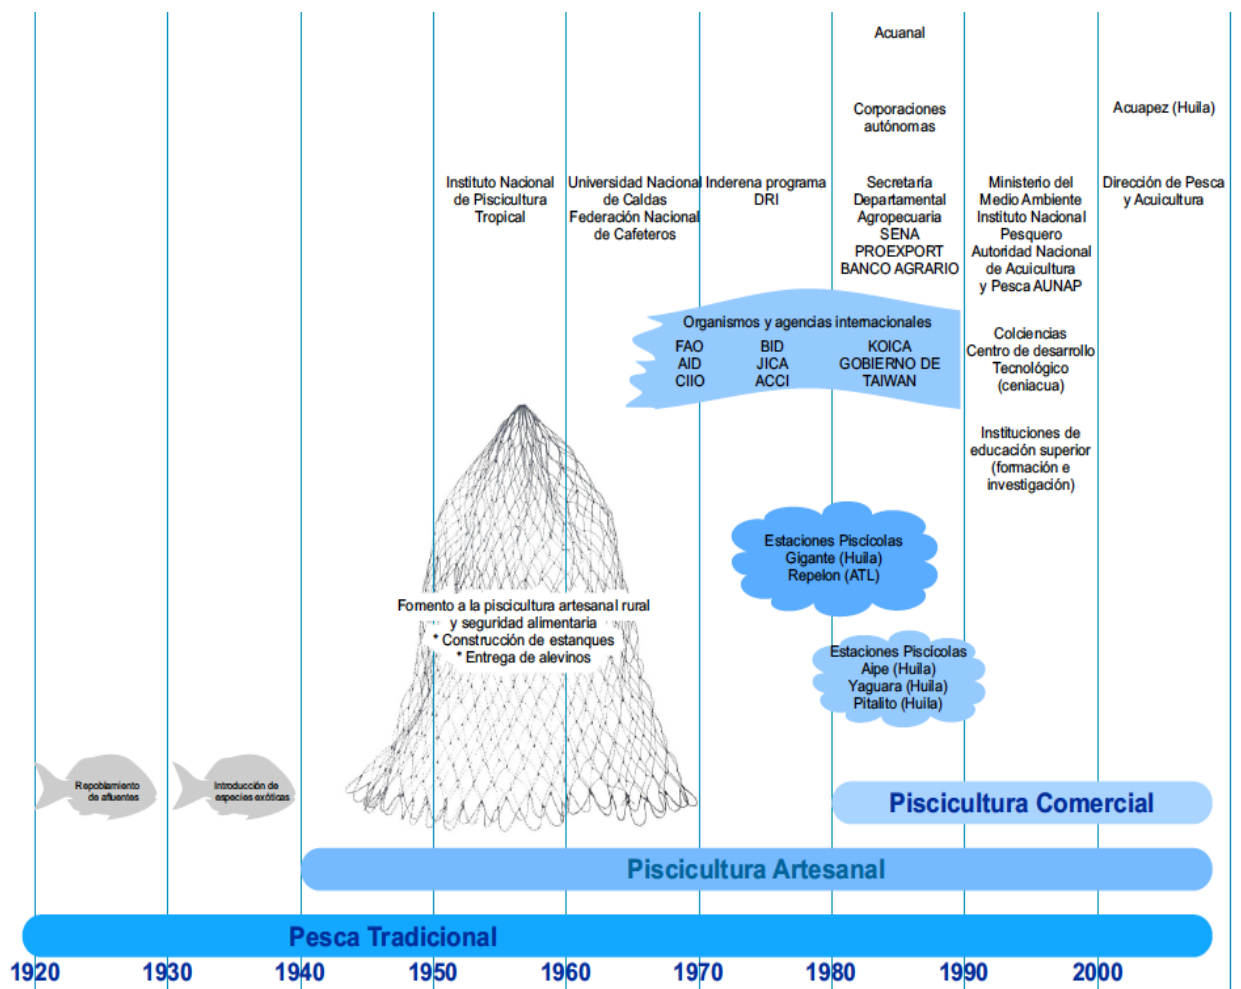 Acuanal
Corporaciones
autónomas
Acuapez (Huila)
Instituto Nacional
de Piscicultura
Tropical
Universidad Nacional
de Caldas
Federación Nacional
de Cafeteros
Inderena programa
DRI
Secretaría
Departamental
Agropecuaria
SENA
PROEXPORT
BANCO AGRARIO
Ministerio del
Medio Ambiente
Instituto Nacional
Pesquero
Autoridad Nacional
de Acuicultura
y Pesca AUNAP
Dirección de Pesca
y Acuicultura
Organismos y agencias internacionales
FAO
AID
CIIO
BID
JICA
ACCI
KOICA
GOBIERNO DE
TAIWAN
Colciencias
Centro de desarrollo
Tecnológico
(ceniacua)
Instituciones de
educación superior
(formación e
investigación)
Estaciones Piscícolas
Gigante (Huila)
Repelon (ATL)
Fomento a la piscicultura artesanal rural
y seguridad alimentaria
* Construcción de estanques
* Entrega de alevinos
Estaciones Piscícolas
Aipe (Huila)
Yaguara (Huila)
Pitalito (Huila)
Repoblamiento
de afluentes
Introducción de
especies exóticas
Piscicultura Comercial
Piscicultura Artesanal
Pesca Tradicional
1920 1930 1940 1950 1960 1970 1980 1990 2000